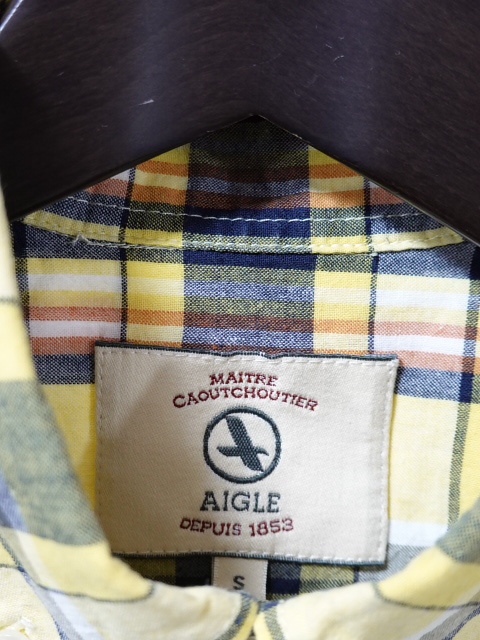 MAITRE
CAOUTCHOUTIER
AIGLE
DEPUIS 1853
S